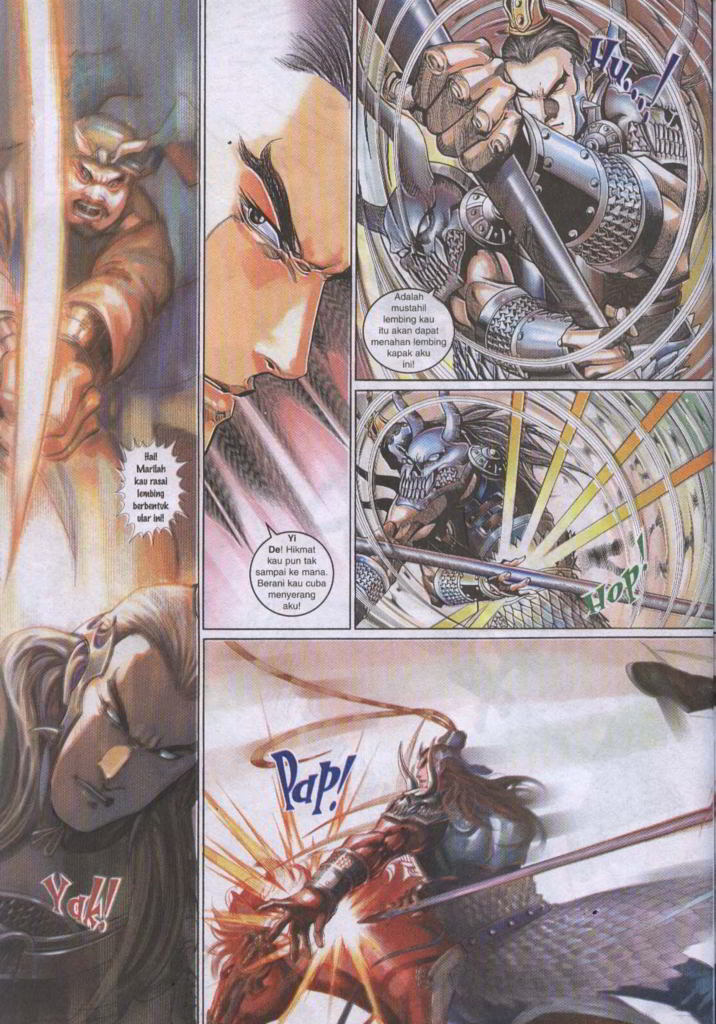 Hai!
Marilah
kau rasai
lembing
berbentuk
ular ini!
Yak!
Yi
De! Hikmat
kau pun tak
sampai ke mana.
Berani kau cuba
menyerang
aku!
Hu...!
Adalah
mustahil
lembing kau
itu akan dapat
menahan lembing
kapak aku
ini!
Hop!
Pap!